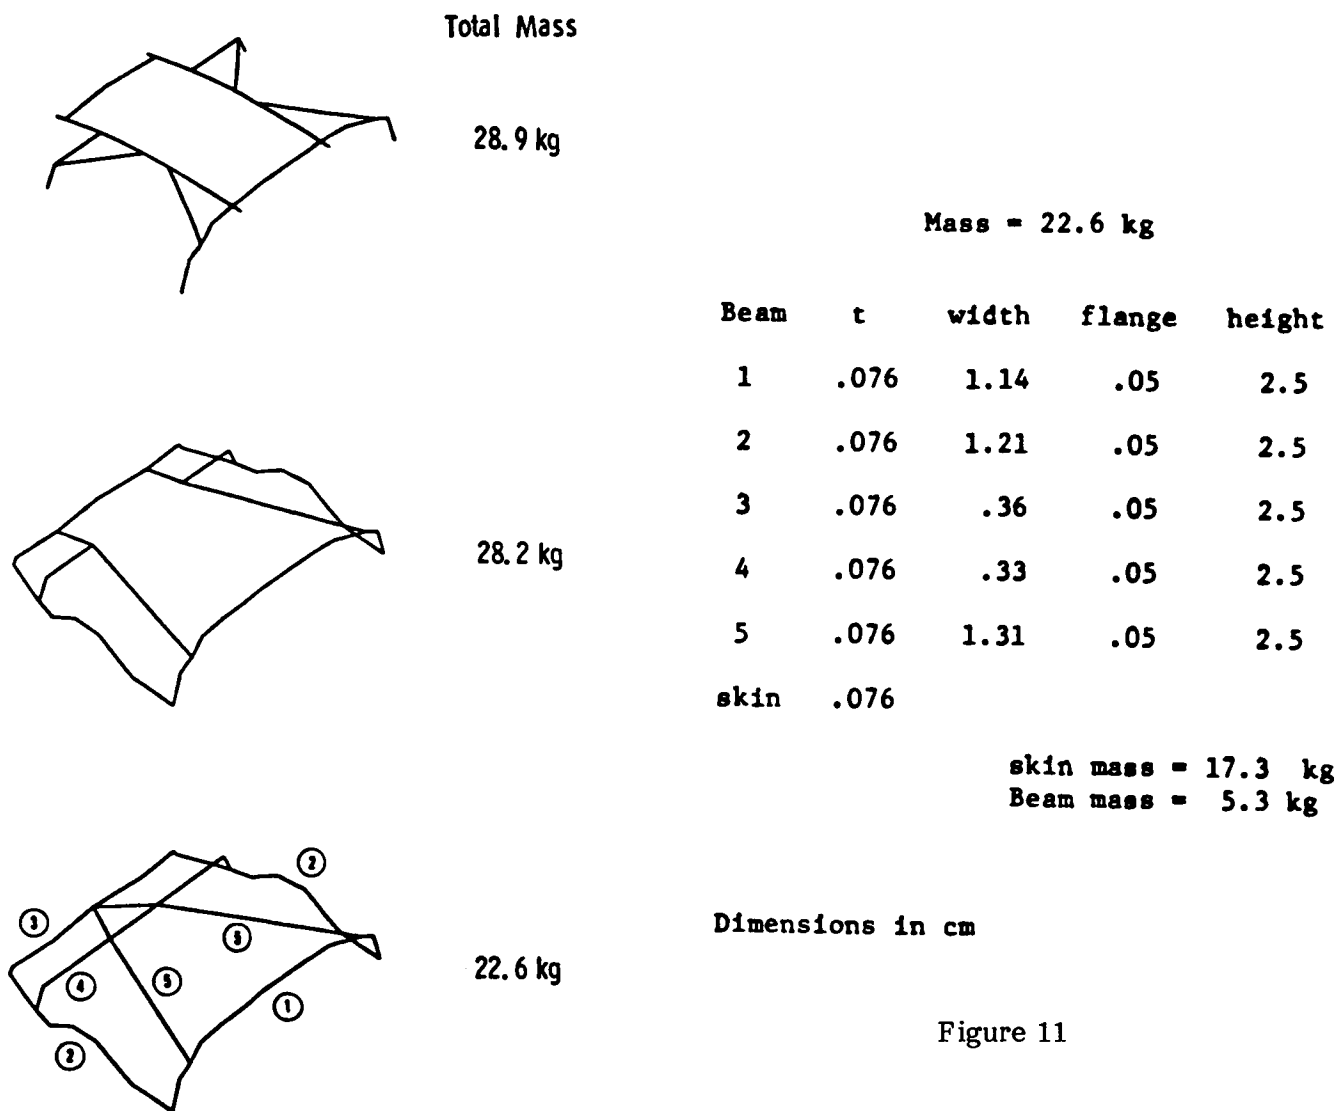 Total Mass
28.9 kg
28.2 kg
② 
③
⑤
④
⑤
①
②
22.6 kg
Mass = 22.6 kg
Beam t width flange height
1 .076 1.14 .05 2.5
2 .076 1.21 .05 2.5
3 .076 .36 .05 2.5
4 .076 .33 .05 2.5
5 .076 1.31 .05 2.5
skin .076
skin mass = 17.3 kg
Beam mass = 5.3 kg
Dimensions in cm
Figure 11